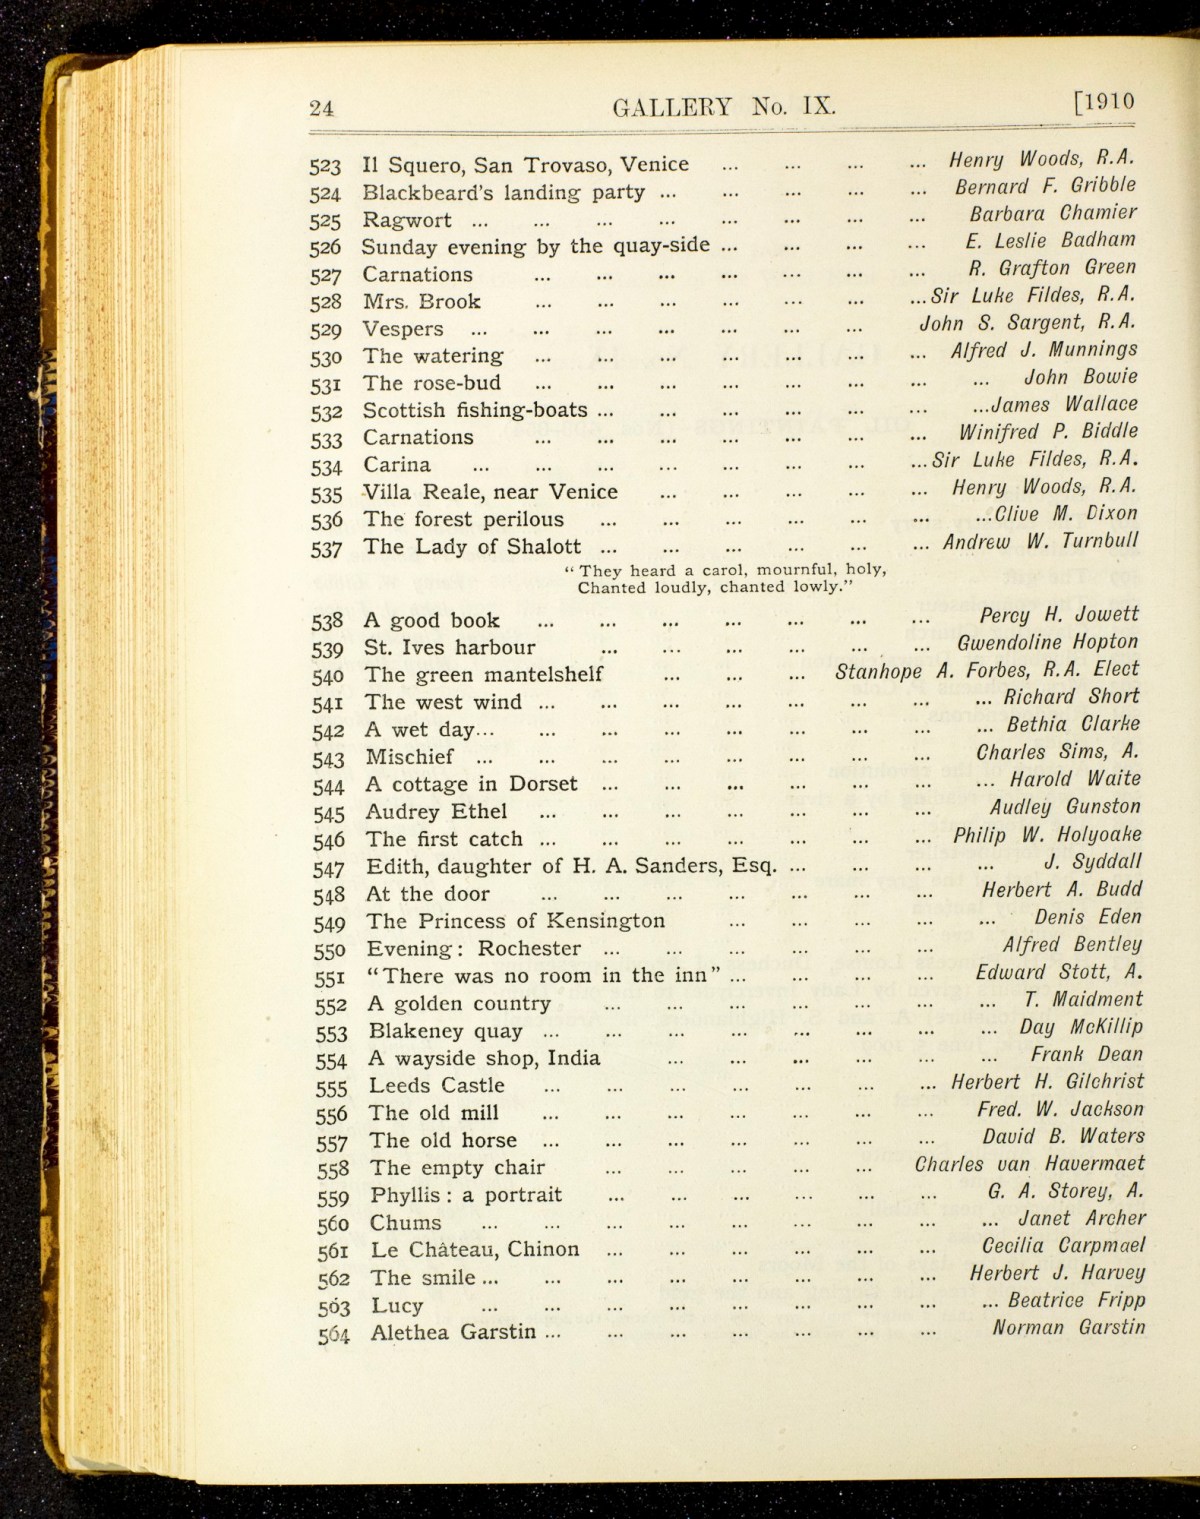 24 GALLERY No. IX. [1910
523 Il Squero, San Trovaso, Venice ... ... ... ... Henry Woods, R.A.
524 Blackbeard's landing party ... ... ... ... ... Bernard F. Gribble
525 Ragwort ... ... ... ... ... ... ... ... Barbara Chamier
526 Sunday evening by the quay-side ... ... ... ... E. Leslie Badham
527 Carnations ... ... ... ... ... ... ... R. Grafton Green
528 Mrs. Brook ... ... ... ... ... ... ... Sir Luke Fildes, R.A.
529 Vespers ... ... ... ... ... ... ... John S. Sargent, R.A.
530 The watering ... ... ... ... ... ... ... Alfred J. Munnings
531 The rose-bud ... ... ... ... ... ... ... ... John Bowie
532 Scottish fishing-boats ... ... ... ... ... ... ... James Wallace
533 Carnations ... ... ... ... ... ... ... Winifred P. Biddle
534 Carina ... ... ... ... ... ... ... ... Sir Luke Fildes, R.A.
535 Villa Reale, near Venice ... ... ... ... ... Henry Woods, R.A.
536 The forest perilous ... ... ... ... ... ... ... Clive M. Dixon
537 The Lady of Shalott ... ... ... ... ... ... Andrew W. Turnbull
"They heard a carol, mournful, holy,
Chanted loudly, chanted lowly."
538 A good book ... ... ... ... ... ... ... Percy H. Jowett
539 St. Ives harbour ... ... ... ... ... ... Gwendoline Hopton
540 The green mantelshelf ... ... ... Stanhope A. Forbes, R.A. Elect
541 The west wind ... ... ... ... ... ... ... ... Richard Short
542 A wet day... ... ... ... ... ... ... ... ... Bethia Clarke
543 Mischief ... ... ... ... ... ... ... ... Charles Sims, A.
544 A cottage in Dorset ... ... ... ... ... ... ... Harold Waite
545 Audrey Ethel ... ... ... ... ... ... ... Audley Gunston
546 The first catch ... ... ... ... ... ... ... Philip W. Holyoake
547 Edith, daughter of H. A. Sanders, Esq. ... ... ... ... J. Syddall
548 At the door ... ... ... ... ... ... ... Herbert A. Budd
549 The Princess of Kensington ... ... ... ... ... Denis Eden
550 Evening: Rochester ... ... ... ... ... ... Alfred Bentley
551 "There was no room in the inn" ... ... ... ... Edward Stott, A.
552 A golden country ... ... ... ... ... ... ... T. Maidment
553 Blakeney quay ... ... ... ... ... ... ... ... Day McKillip
554 A wayside shop, India ... ... ... ... ... ... Frank Dean
555 Leeds Castle ... ... ... ... ... ... ... Herbert H. Gilchrist
556 The old mill ... ... ... ... ... ... ... Fred. W. Jackson
557 The old horse ... ... ... ... ... ... ... David B. Waters
558 The empty chair ... ... ... ... ... Charles van Havermaet
559 Phyllis : a portrait ... ... ... ... ... ... G. A. Storey, A.
560 Chums ... ... ... ... ... ... ... ... ... Janet Archer
561 Le Château, Chinon ... ... ... ... ... ... Cecilia Carpmael
562 The smile ... ... ... ... ... ... ... ... Herbert J. Harvey
563 Lucy ... ... ... ... ... ... ... ... ... Beatrice Fripp
564 Alethea Garstin ... ... ... ... ... ... ... Norman Garstin